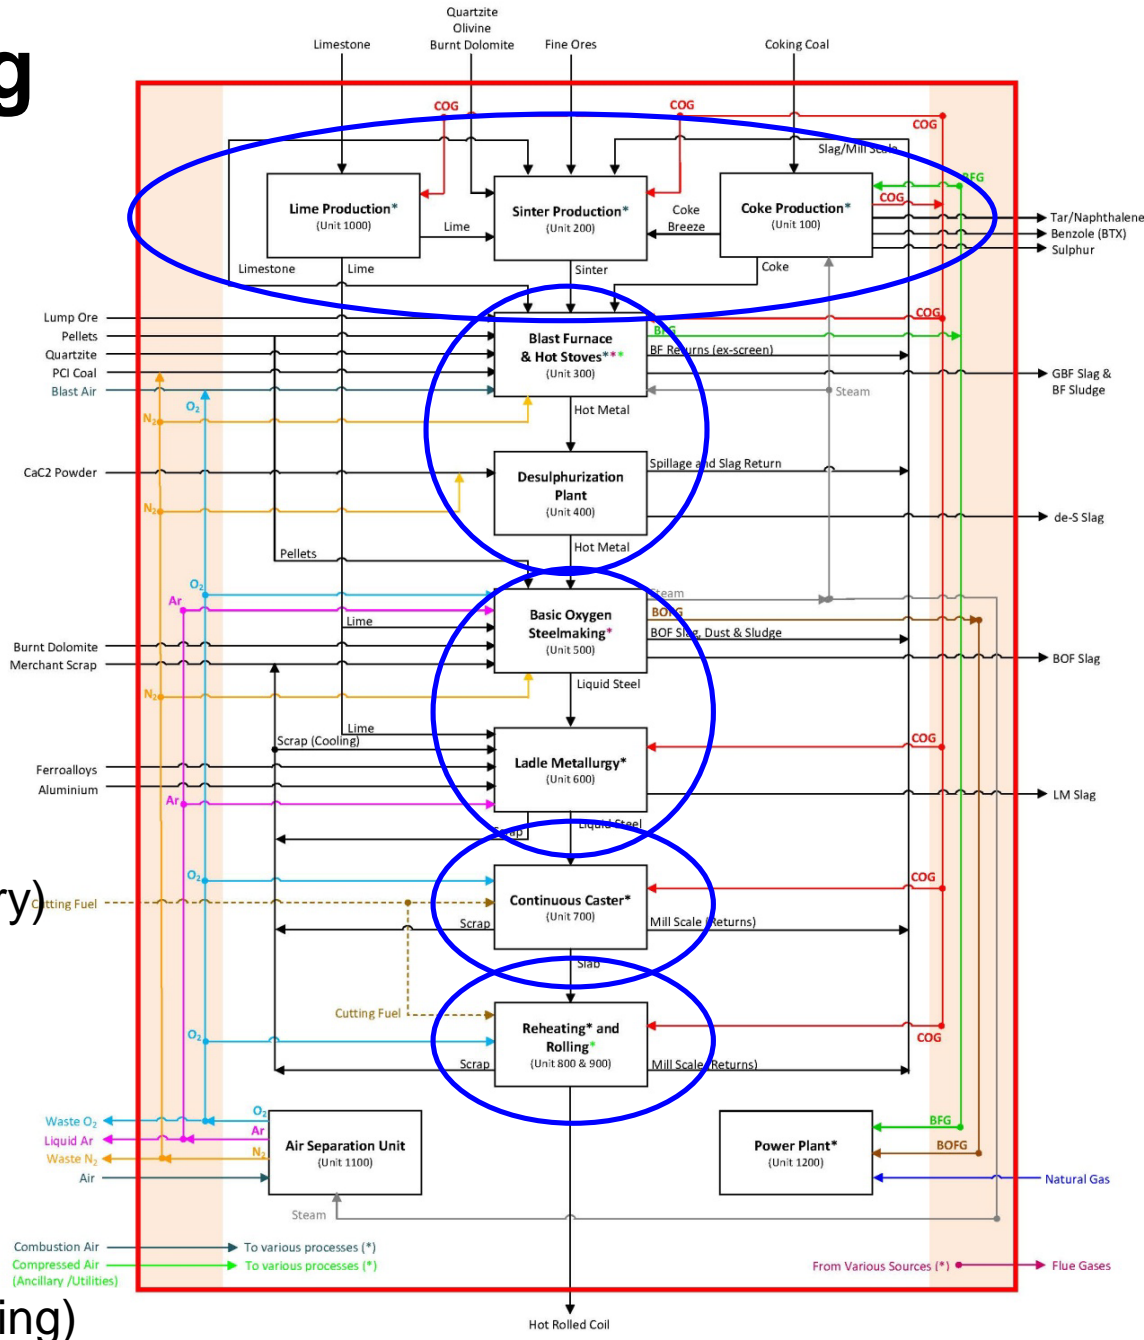 g
Quartzite
Olivine
Limestone
Burnt Dolomite
Fine Ores
Coking Coal
COG
COG
COG
Slag/Mill Scale
BFG
Lime Production*
(Unit 1000)
Sinter Production*
(Unit 200)
Coke Production*
(Unit 100)
COG
Coke
Breeze
Lime
Tar/Naphthalene
Benzole (BTX)
Sulphur
Limestone
Lime
Sinter
Coke
Lump Ore
Pellets
Quartzite
PCI Coal
Blast Air
COG
BFG
Blast Furnace
& Hot Stoves***
(Unit 300)
BF Returns (ex-screen)
GBF Slag &
BF Sludge
Steam
O2
N2
Hot Metal
CaC2 Powder
Desulphurization
Plant
(Unit 400)
Spillage and Slag Return
N2
de-S Slag
Hot Metal
Pellets
O2
Ar
Steam
BOFG
Basic Oxygen
Steelmaking*
(Unit 500)
Lime
BOF Slag, Dust & Sludge
Burnt Dolomite
Merchant Scrap
BOF Slag
N2
Liquid Steel
Lime
Scrap (Cooling)
COG
Ladle Metallurgy*
(Unit 600)
Ferroalloys
Aluminium
Ar
LM Slag
Scrap
Liquid Steel
O2
COG
ry)
Cutting Fuel
Continuous Caster*
(Unit 700)
Scrap
Mill Scale (Returns)
Slab
Cutting Fuel
Reheating* and
Rolling*
(Unit 800 & 900)
O2
COG
Scrap
Mill Scale (Returns)
Waste O2
Liquid Ar
Waste N2
Air
O2
Ar
N2
Air Separation Unit
(Unit 1100)
Power Plant*
(Unit 1200)
BFG
BOFG
Natural Gas
Steam
Combustion Air
To various processes (*)
Compressed Air
(Ancillary /Utilities)
To various processes (*)
From Various Sources (*)
Flue Gases
ing)
Hot Rolled Coil